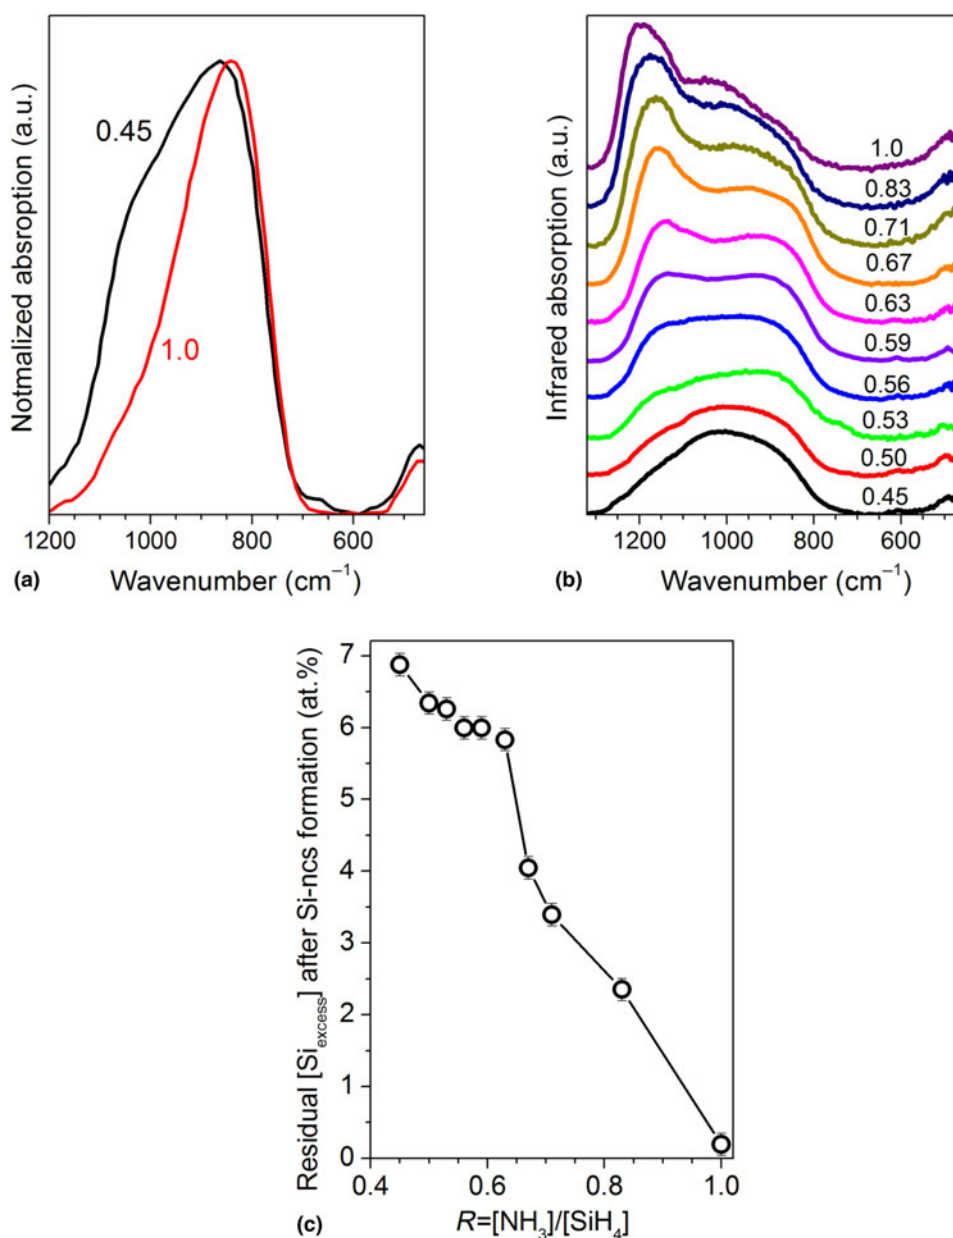 Notmalized absroption (a.u.)
0.45
1.0
1200 1000 800 600
(a) Wavenumber (cm⁻¹)
Infrared absorption (a.u.)
1.0
0.83
0.71
0.67
0.63
0.59
0.56
0.53
0.50
0.45
1200 1000 800 600
(b) Wavenumber (cm⁻¹)
Residual [Si_excess] after Si-ncs formation (at.%)
7
6
5
4
3
2
1
0
0.4 0.6 0.8 1.0
(c) R=[NH₃]/[SiH₄]